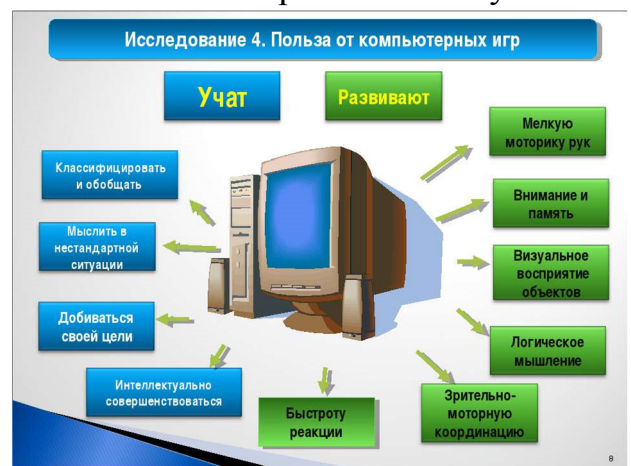 Исследование 4. Польза от компьютерных игр
Учат
Развивают
Классифицировать
и обобщать
Мыслить в
нестандартной
ситуации
Добиваться
своей цели
Интеллектуально
совершенствоваться
Мелкую
моторику рук
Внимание и
память
Визуальное
восприятие
объектов
Логическое
мышление
Зрительно-
моторную
координацию
Быстроту
реакции
8